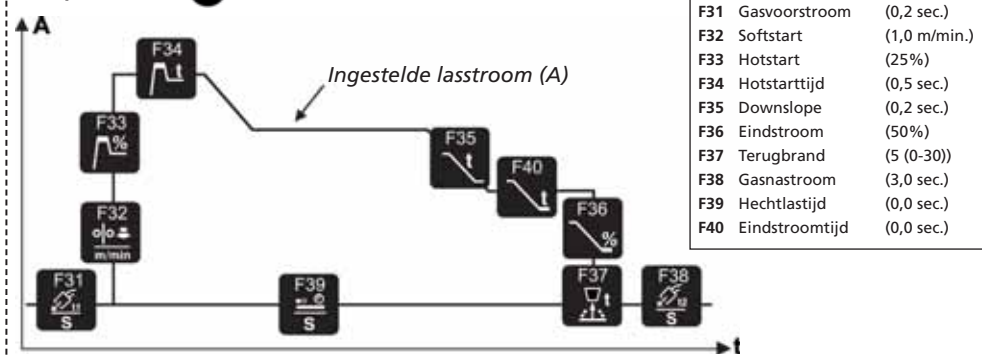 A
F34
t
Ingestelde lasstroom (A)
F33
%
F35
t
F40
t
F32
m/min
F36
%
F31
t1
S
F39
S
F37
t
F38
t2
S
t
F31 Gasvoorstroom (0,2 sec.)
F32 Softstart (1,0 m/min.)
F33 Hotstart (25%)
F34 Hotstarttijd (0,5 sec.)
F35 Downslope (0,2 sec.)
F36 Eindstroom (50%)
F37 Terugbrand (5 (0-30))
F38 Gasnastroom (3,0 sec.)
F39 Hechtlastijd (0,0 sec.)
F40 Eindstroomtijd (0,0 sec.)